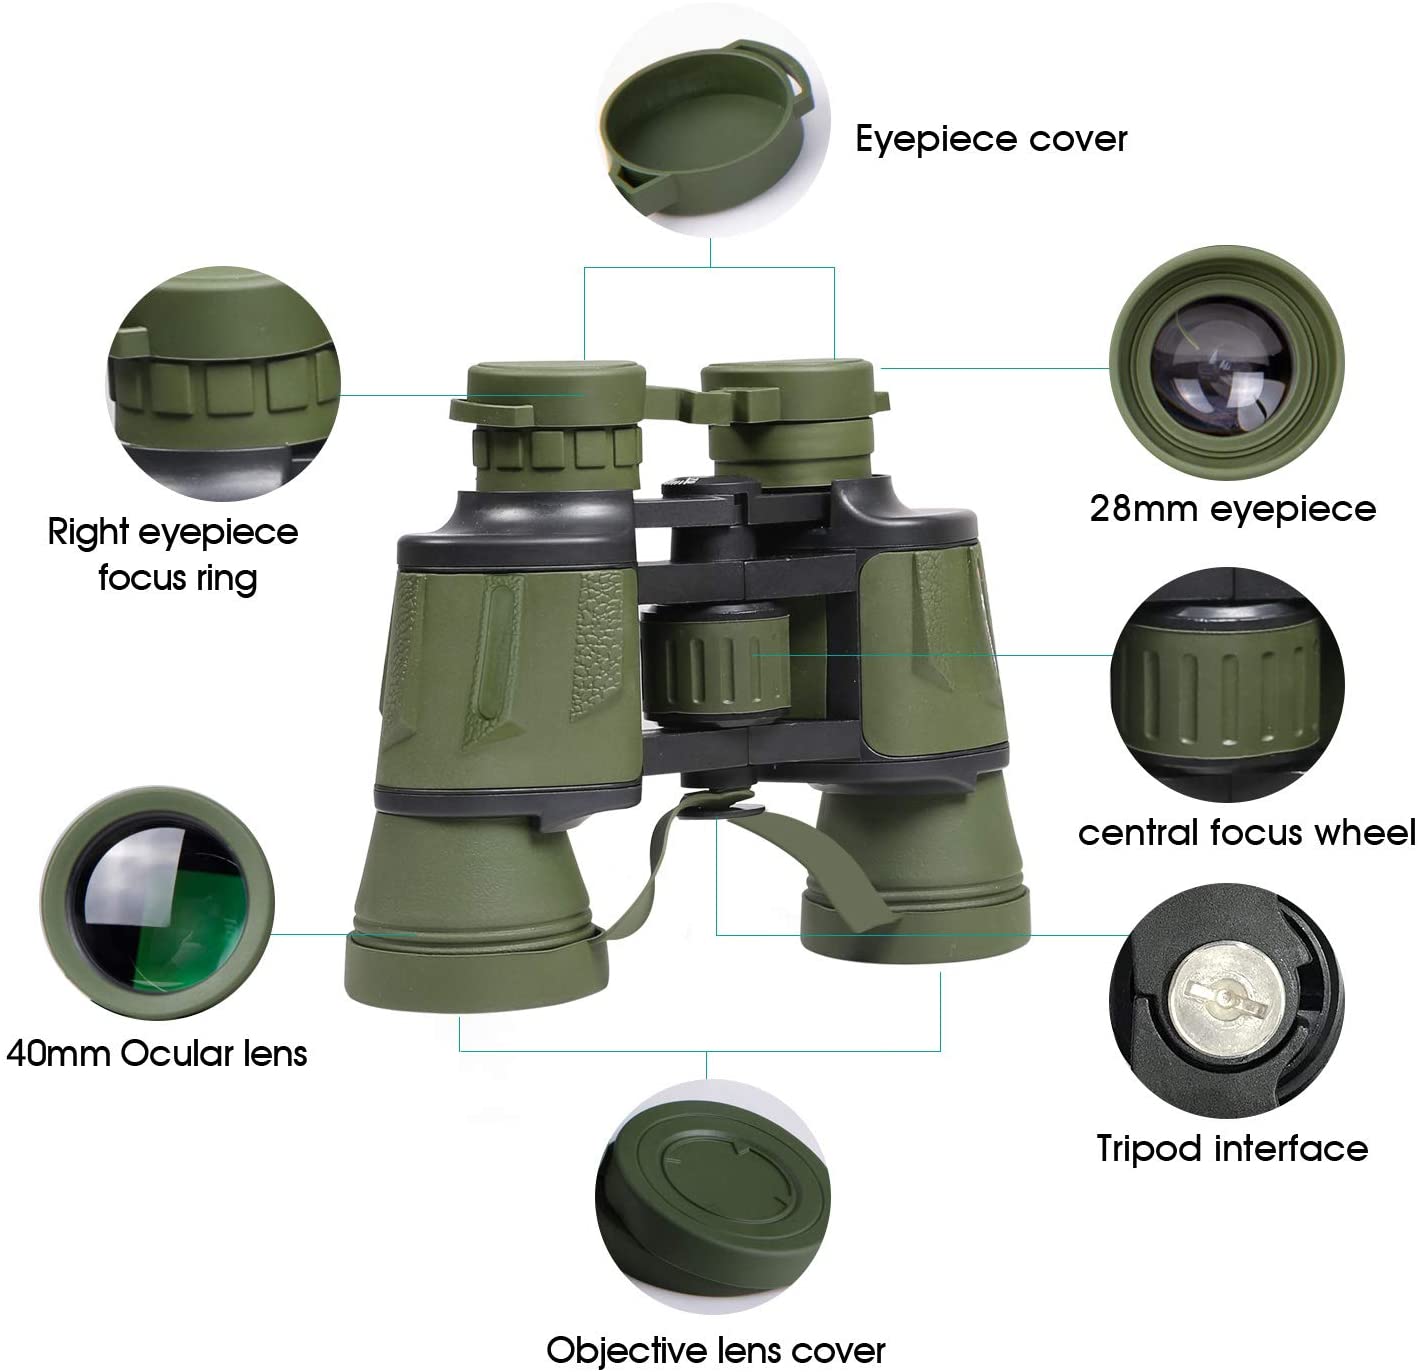 Eyepiece cover
Right eyepiece
focus ring
28mm eyepiece
central focus wheel
40mm Ocular lens
Tripod interface
Objective lens cover